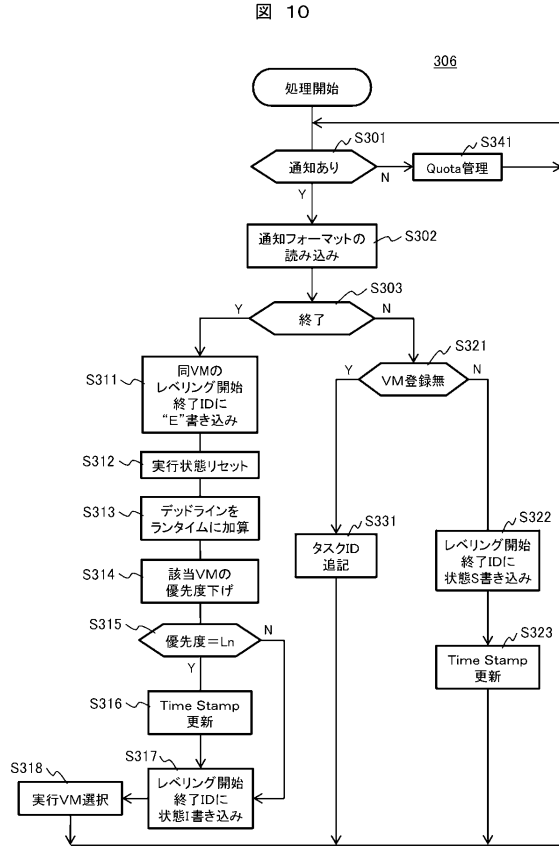 図 10
306
処理開始
S301
通知あり
N
Y
S341
Quota管理
S302
通知フォーマットの
読み込み
S303
終了
Y
N
S311
同VMの
レベリング開始
終了IDに
“E”書き込み
S321
VM登録無
Y
N
S312
実行状態リセット
S313
デッドラインを
ランタイムに加算
S331
タスクID
追記
S322
レベリング開始
終了IDに
状態S書き込み
S314
該当VMの
優先度下げ
S315
優先度=Ln
N
Y
S323
Time Stamp
更新
S316
Time Stamp
更新
S317
レベリング開始
終了IDに
状態I書き込み
S318
実行VM選択